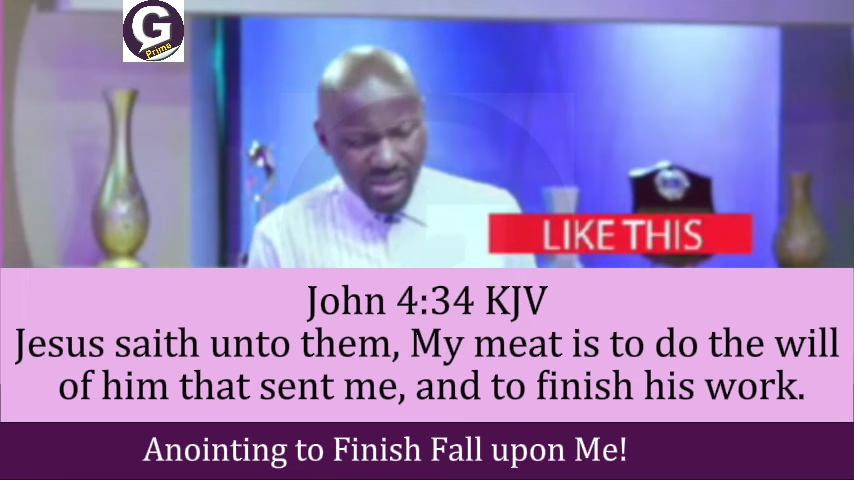 G
Prime
LIKE THIS
John 4:34 KJV
Jesus saith unto them, My meat is to do the will
of him that sent me, and to finish his work.
Anointing to Finish Fall upon Me!